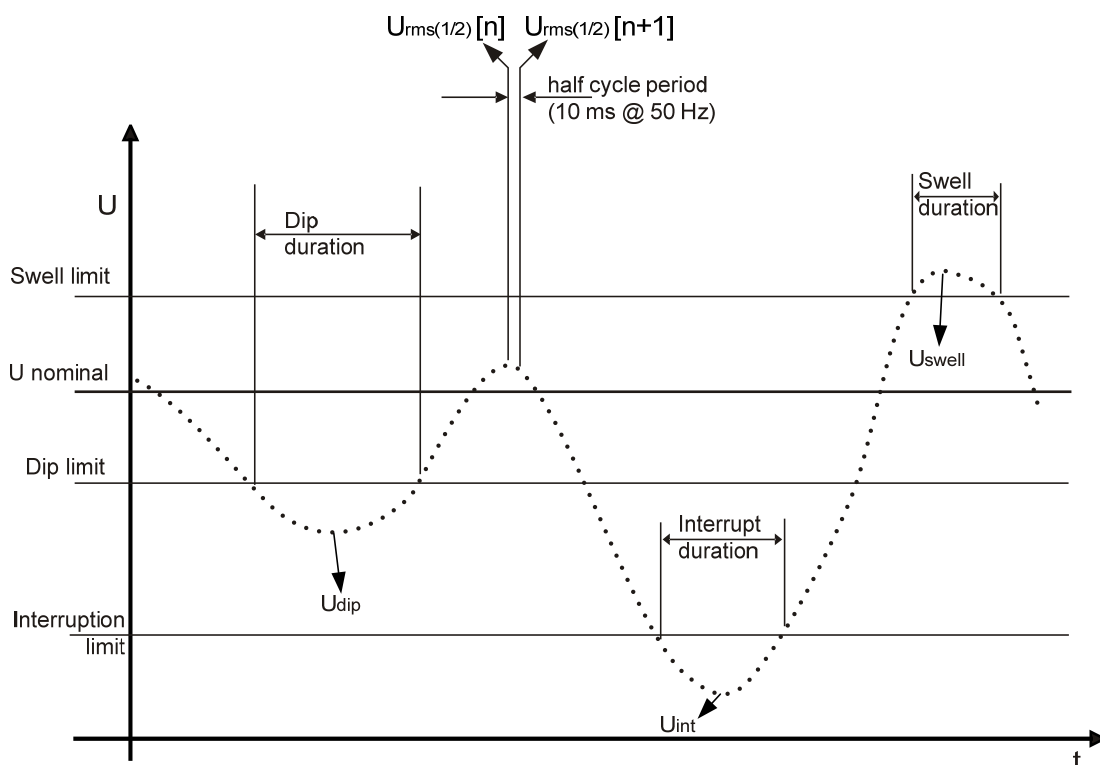 Urms(1/2) [n] Urms(1/2) [n+1]
half cycle period
(10 ms @ 50 Hz)
U
Dip
duration
Swell
duration
Swell limit
Uswell
U nominal
Dip limit
Interrupt
duration
Udip
Interruption
limit
Uint
t